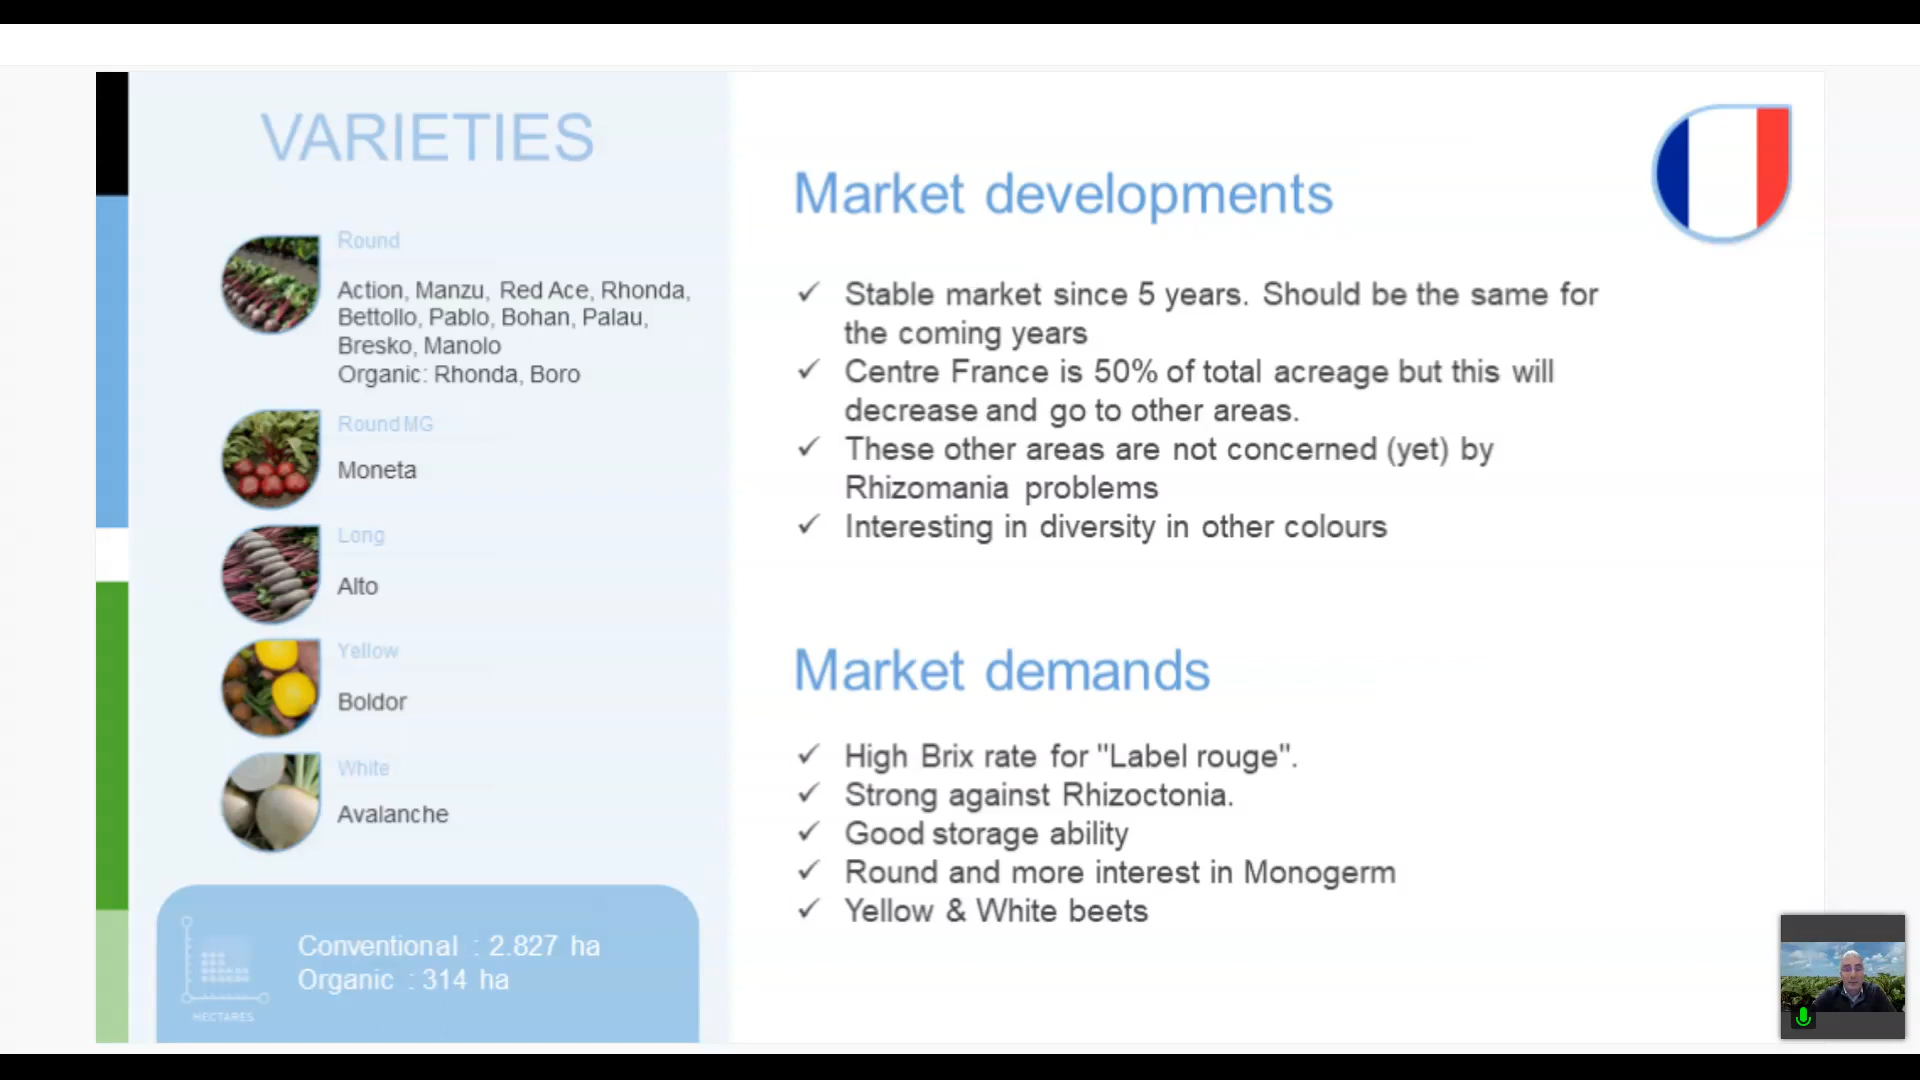 VARIETIES
Round
Action, Manzu, Red Ace, Rhonda,
Bettollo, Pablo, Bohan, Palau,
Bresko, Manolo
Organic: Rhonda, Boro
Round MG
Moneta
Long
Alto
Yellow
Boldor
White
Avalanche
HECTARES
Conventional : 2.827 ha
Organic : 314 ha
Market developments
✓ Stable market since 5 years. Should be the same for
the coming years
✓ Centre France is 50% of total acreage but this will
decrease and go to other areas.
✓ These other areas are not concerned (yet) by
Rhizomania problems
✓ Interesting in diversity in other colours
Market demands
✓ High Brix rate for "Label rouge".
✓ Strong against Rhizoctonia.
✓ Good storage ability
✓ Round and more interest in Monogerm
✓ Yellow & White beets